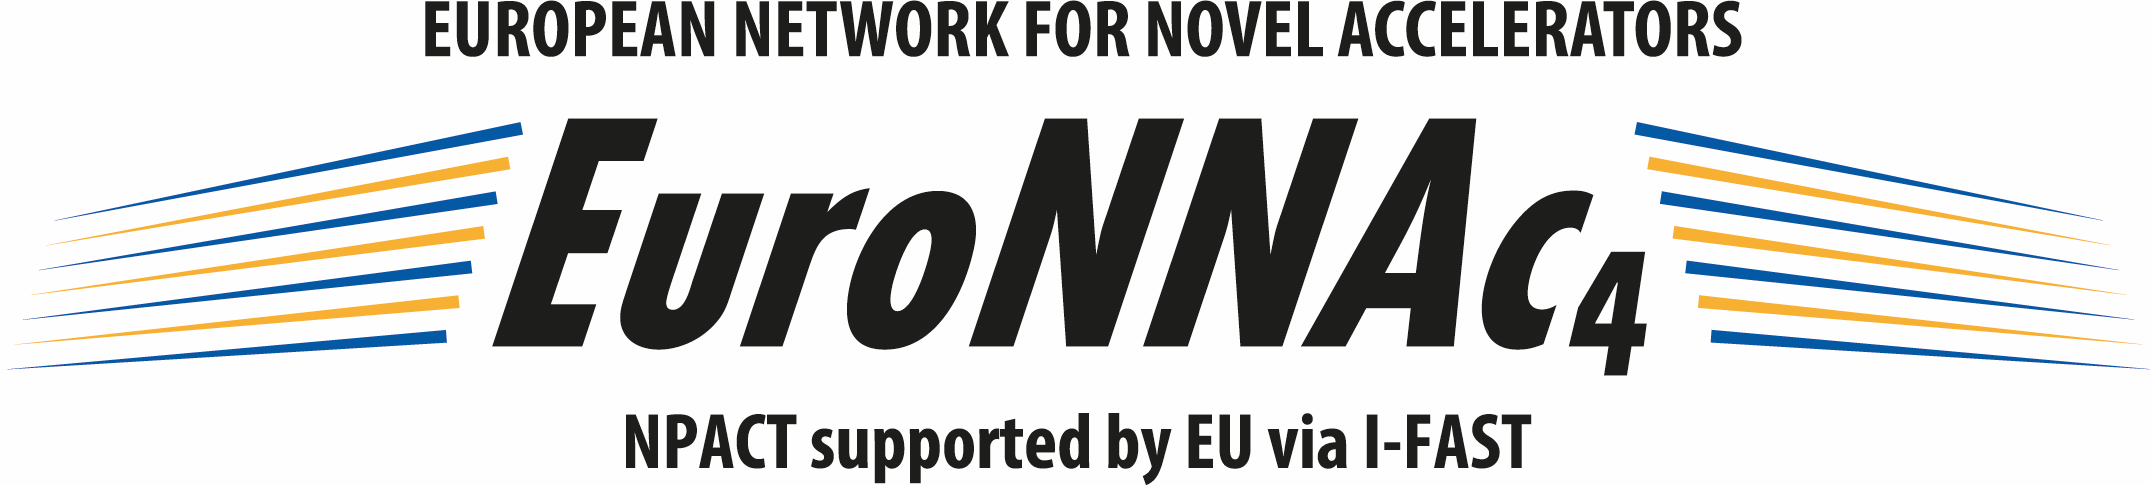 EUROPEAN NETWORK FOR NOVEL ACCELERATORS
EuroNNAc4
NPACT supported by EU via I-FAST